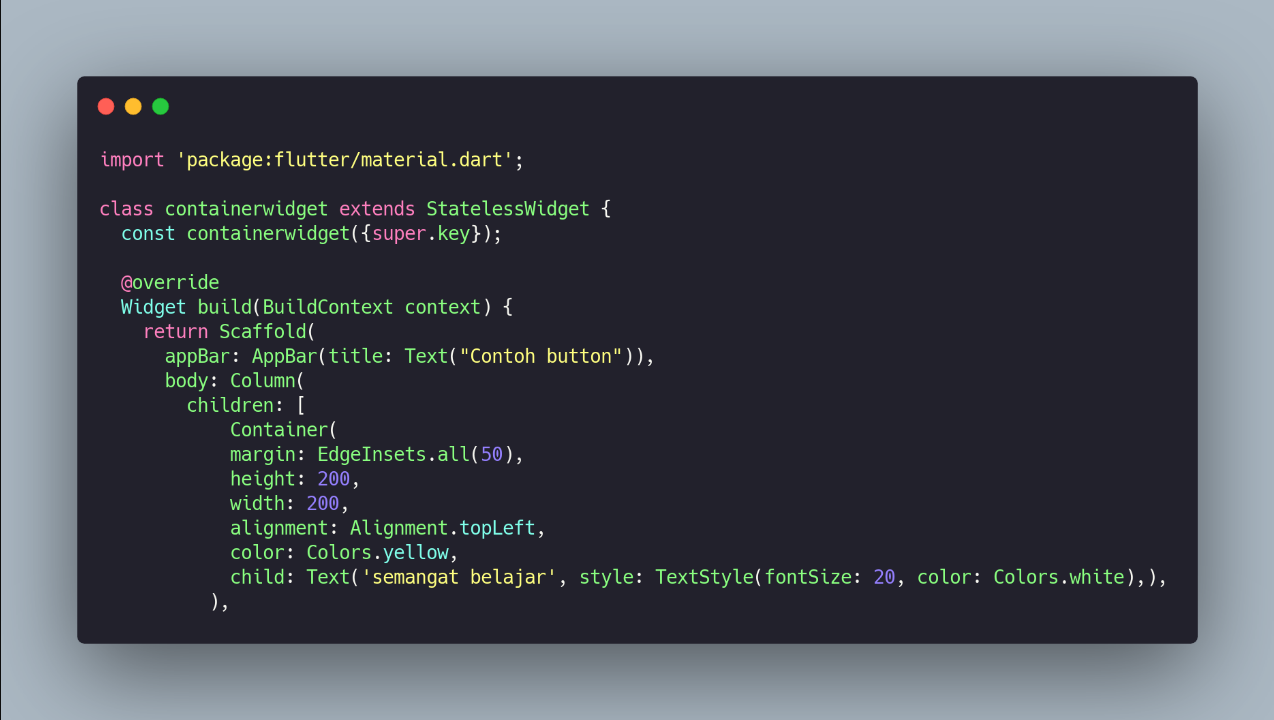 import 'package:flutter/material.dart';

class containerwidget extends StatelessWidget {
  const containerwidget({super.key});

  @override
  Widget build(BuildContext context) {
    return Scaffold(
      appBar: AppBar(title: Text("Contoh button")),
      body: Column(
        children: [
            Container(
            margin: EdgeInsets.all(50),
            height: 200,
            width: 200,
            alignment: Alignment.topLeft,
            color: Colors.yellow,
            child: Text('semangat belajar', style: TextStyle(fontSize: 20, color: Colors.white),),
          ),